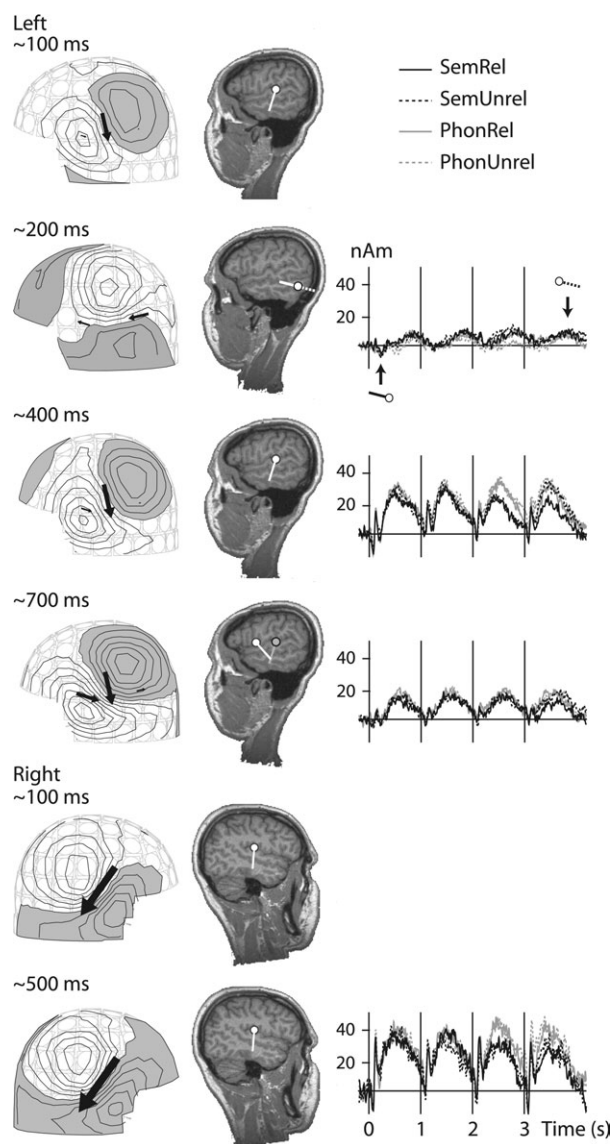 Left
~100 ms
SemRel
SemUnrel
PhonRel
PhonUnrel
~200 ms
nAm
40
20
~400 ms
40
20
~700 ms
40
20
Right
~100 ms
~500 ms
40
20
0 1 2 3 Time (s)